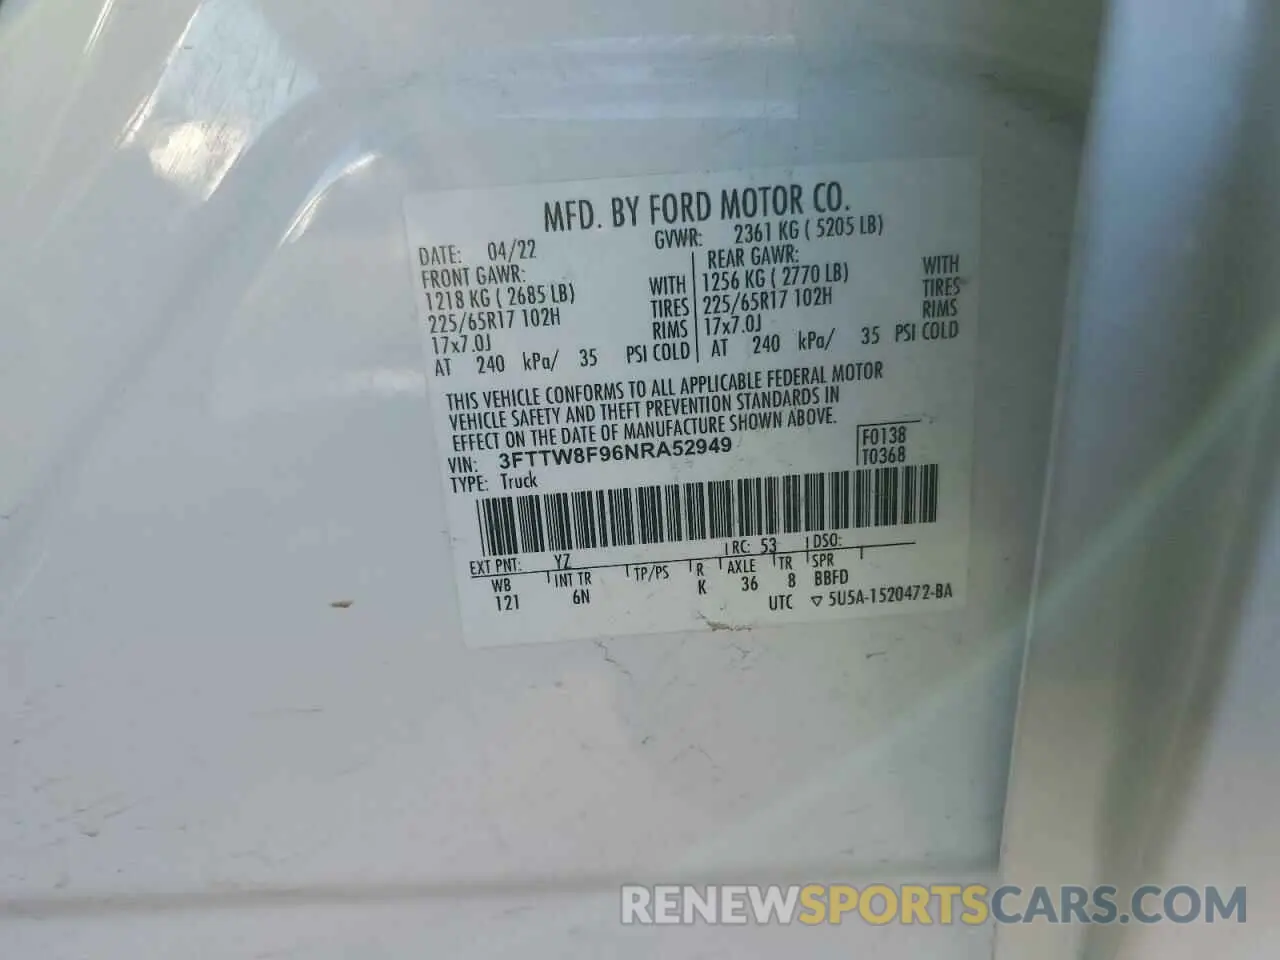 MFD. BY FORD MOTOR CO.
DATE: 04/22 GVWR: 2361 KG ( 5205 LB)
FRONT GAWR:
1218 KG ( 2685 LB) WITH
225/65R17 102H TIRES
17x7.0J RIMS
AT 240 kPa/ 35 PSI COLD
REAR GAWR:
1256 KG ( 2770 LB) WITH
225/65R17 102H TIRES
17x7.0J RIMS
AT 240 kPa/ 35 PSI COLD
THIS VEHICLE CONFORMS TO ALL APPLICABLE FEDERAL MOTOR
VEHICLE SAFETY AND THEFT PREVENTION STANDARDS IN
EFFECT ON THE DATE OF MANUFACTURE SHOWN ABOVE.
VIN: 3FTTW8F96NRA52949 F0138
TYPE: Truck T0368
EXT PNT: YZ RC: 53 DSO:
WB INT TR TP/PS R AXLE TR SPR
121 6N K 36 8 BBFD
UTC ▽ 5U5A-1520472-BA
RENEWSPORTSCARS.COM